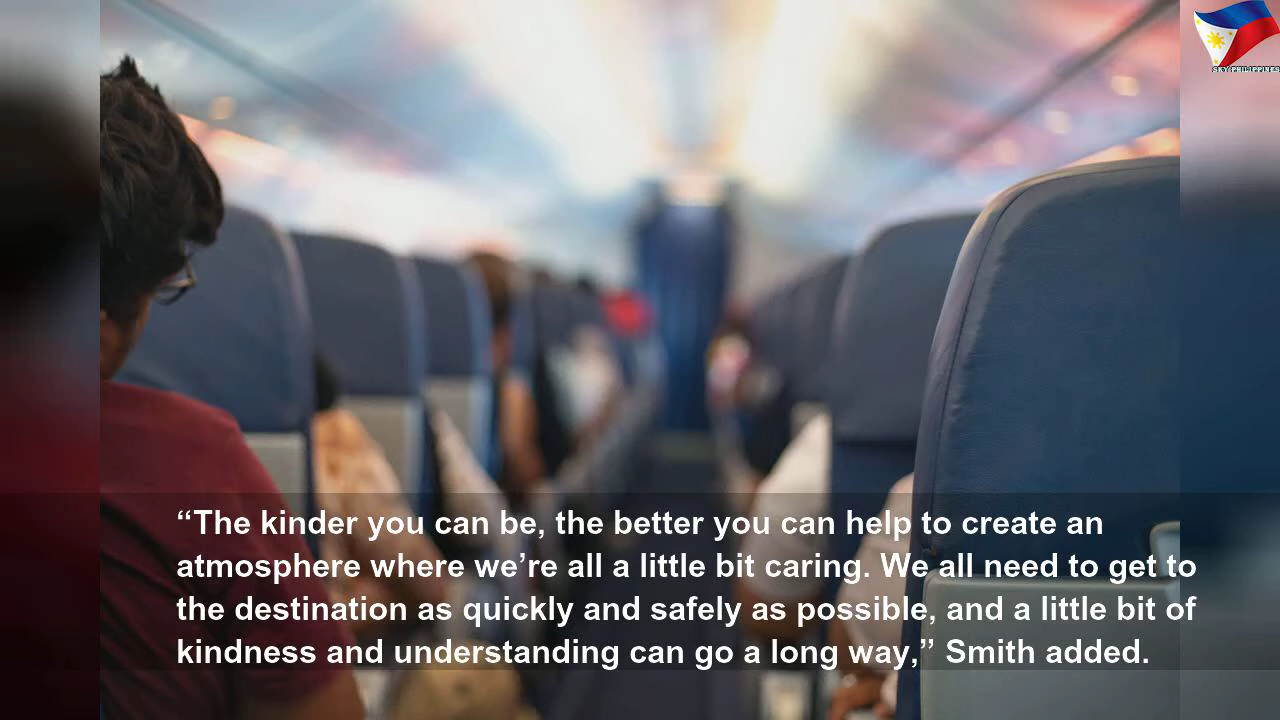 SKY PHILIPPINES
“The kinder you can be, the better you can help to create an
atmosphere where we’re all a little bit caring. We all need to get to
the destination as quickly and safely as possible, and a little bit of
kindness and understanding can go a long way,” Smith added.